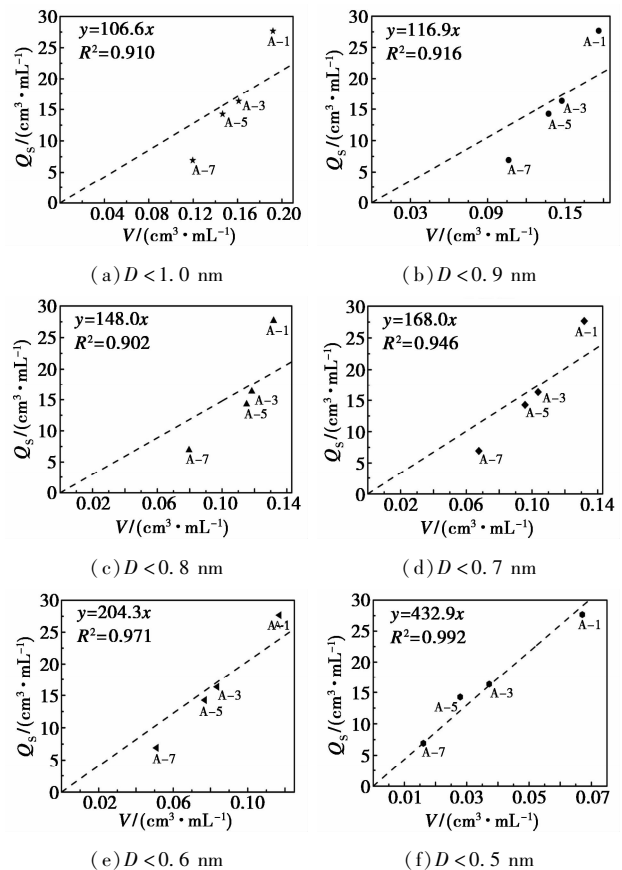 y=106.6x
R²=0.910
A-1
A-3
A-5
A-7
30
25
20
15
10
5
0
0.04 0.08 0.12 0.16 0.20
Qs/(cm³•mL⁻¹)
V/(cm³•mL⁻¹)
(a)D<1.0 nm
y=116.9x
R²=0.916
A-1
A-3
A-5
A-7
30
25
20
15
10
5
0
0.03 0.09 0.15
Qs/(cm³•mL⁻¹)
V/(cm³•mL⁻¹)
(b)D<0.9 nm
y=148.0x
R²=0.902
A-1
A-3
A-5
A-7
30
25
20
15
10
5
0
0.02 0.06 0.10 0.14
Qs/(cm³•mL⁻¹)
V/(cm³•mL⁻¹)
(c)D<0.8 nm
y=168.0x
R²=0.946
A-1
A-3
A-5
A-7
30
25
20
15
10
5
0
0.02 0.06 0.10 0.14
Qs/(cm³•mL⁻¹)
V/(cm³•mL⁻¹)
(d)D<0.7 nm
y=204.3x
R²=0.971
A-1
A-3
A-5
A-7
30
25
20
15
10
5
0
0.02 0.06 0.10
Qs/(cm³•mL⁻¹)
V/(cm³•mL⁻¹)
(e)D<0.6 nm
y=432.9x
R²=0.992
A-1
A-3
A-5
A-7
30
25
20
15
10
5
0
0.01 0.03 0.05 0.07
Qs/(cm³•mL⁻¹)
V/(cm³•mL⁻¹)
(f)D<0.5 nm